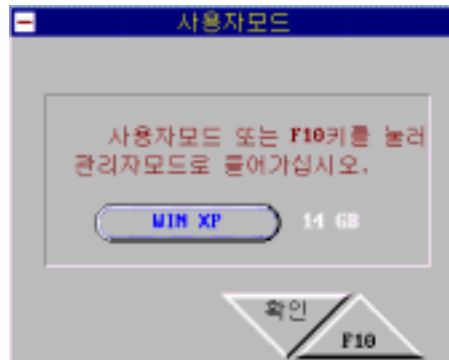 사용자모드
사용자모드 또는 F10키를 눌러
관리자모드로 들어가십시오.
WIN XP 14 GB
확인
F10